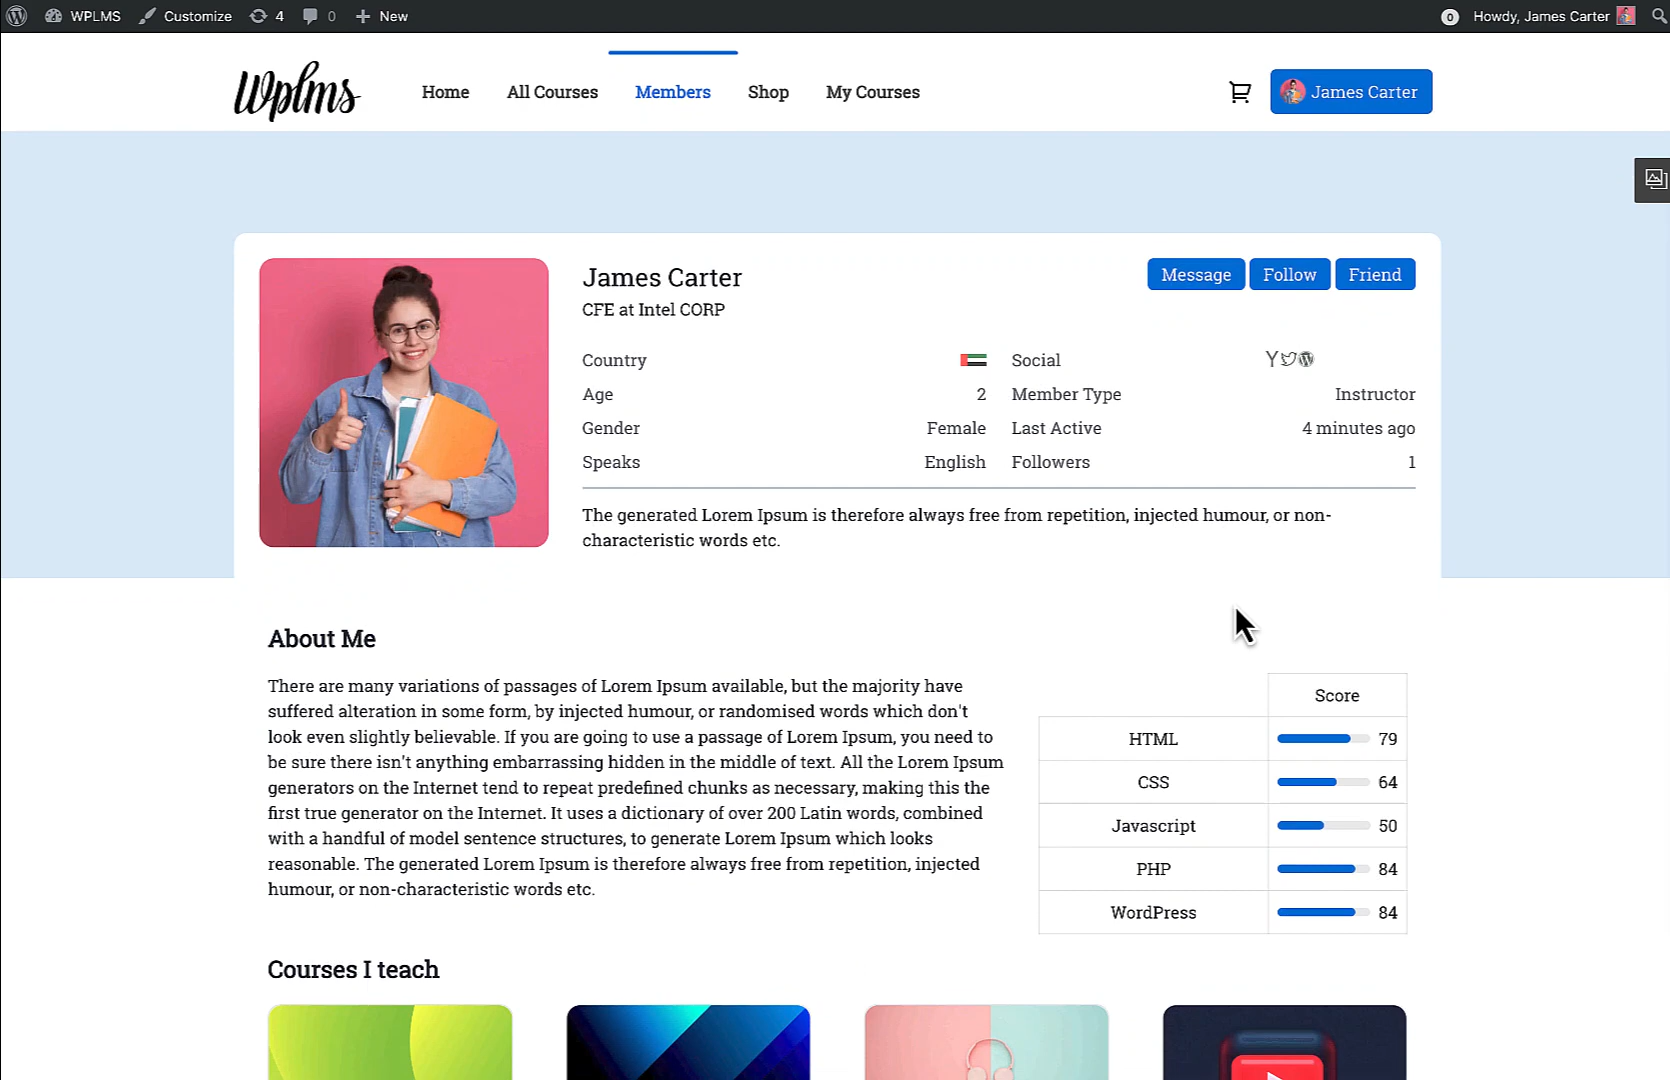 WPLMS Customize 4 0 New 0 Howdy, James Carter
Wplms Home All Courses Members Shop My Courses James Carter
James Carter Message Follow Friend
CFE at Intel CORP
Country Social
Age 2 Member Type Instructor
Gender Female Last Active 4 minutes ago
Speaks English Followers 1
The generated Lorem Ipsum is therefore always free from repetition, injected humour, or non-
characteristic words etc.
About Me
There are many variations of passages of Lorem Ipsum available, but the majority have
suffered alteration in some form, by injected humour, or randomised words which don't
look even slightly believable. If you are going to use a passage of Lorem Ipsum, you need to
be sure there isn't anything embarrassing hidden in the middle of text. All the Lorem Ipsum
generators on the Internet tend to repeat predefined chunks as necessary, making this the
first true generator on the Internet. It uses a dictionary of over 200 Latin words, combined
with a handful of model sentence structures, to generate Lorem Ipsum which looks
reasonable. The generated Lorem Ipsum is therefore always free from repetition, injected
humour, or non-characteristic words etc.
Score
HTML 79
CSS 64
Javascript 50
PHP 84
WordPress 84
Courses I teach